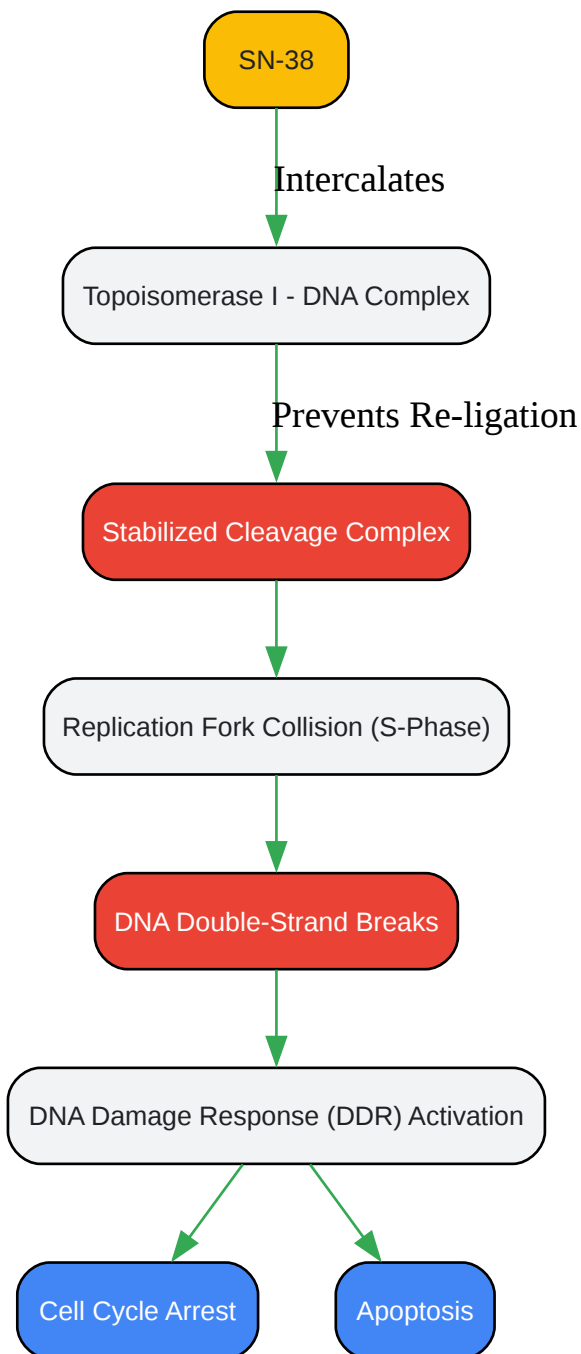 SN-38
Intercalates
Topoisomerase I - DNA Complex
Prevents Re-ligation
Stabilized Cleavage Complex
Replication Fork Collision (S-Phase)
DNA Double-Strand Breaks
DNA Damage Response (DDR) Activation
Cell Cycle Arrest
Apoptosis